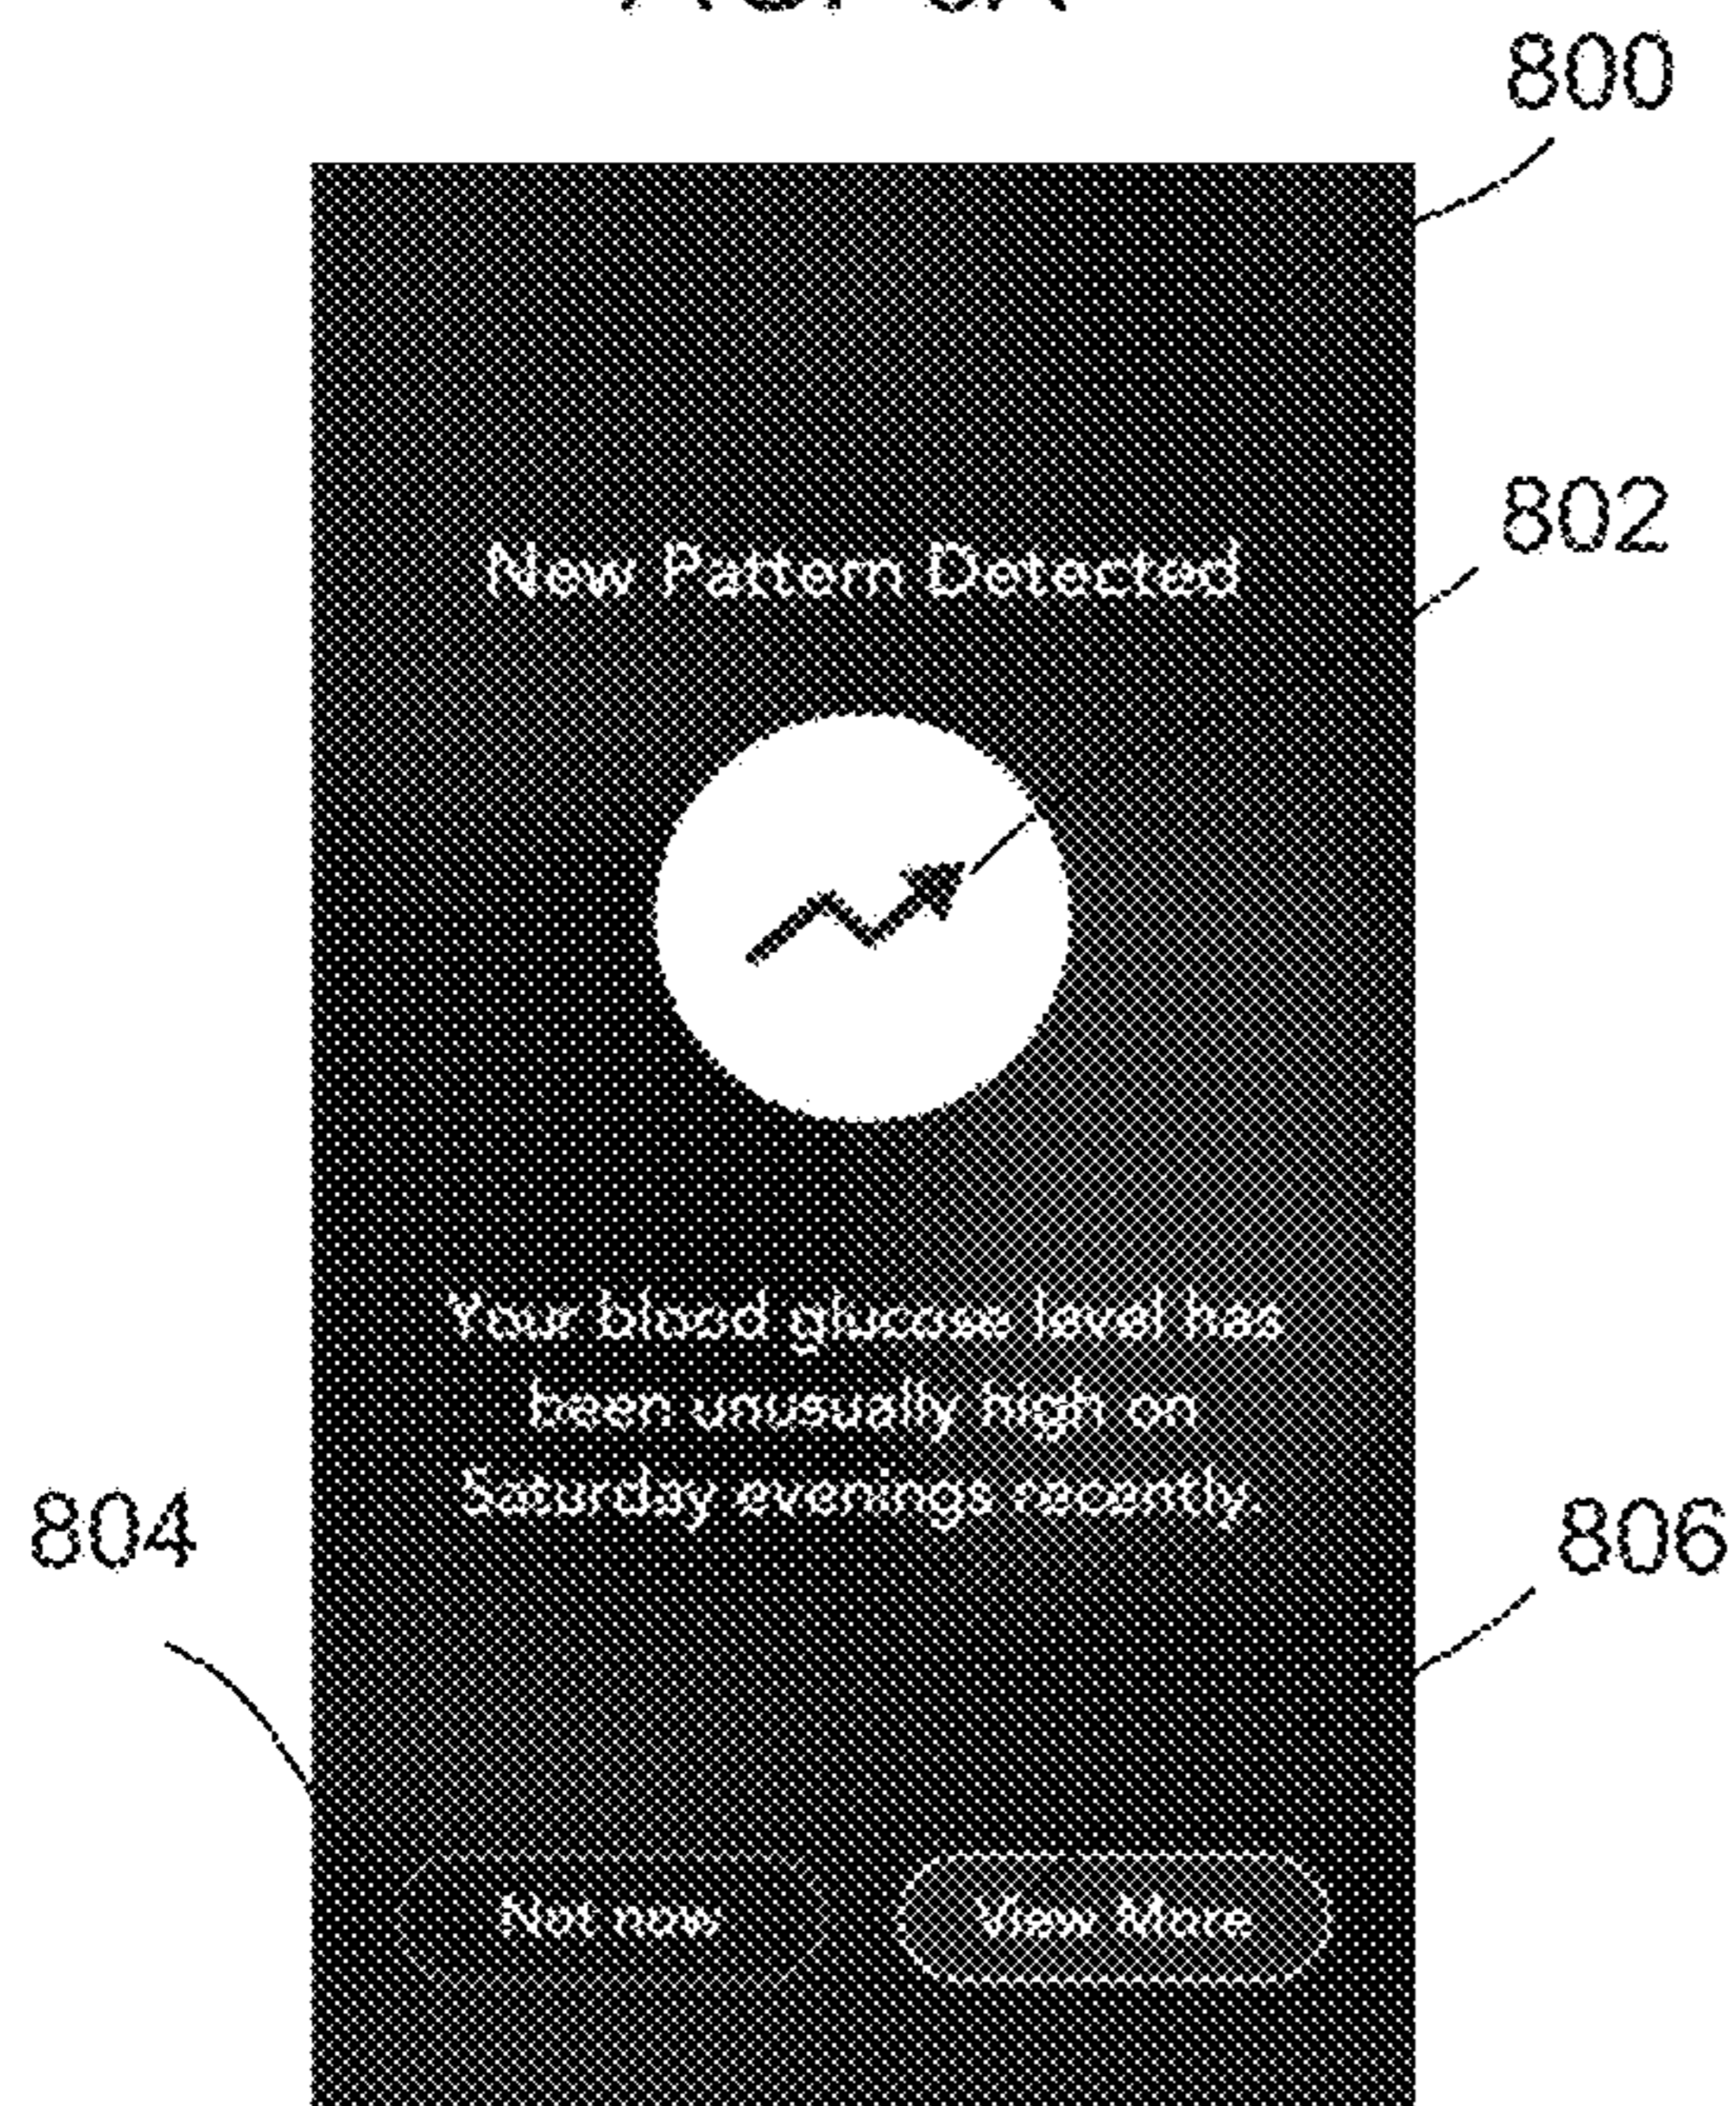 800
802
New Pattern Detected
Your blood glucose level has
been unusually high on
Saturday evenings recently.
804
806
Not now
View More